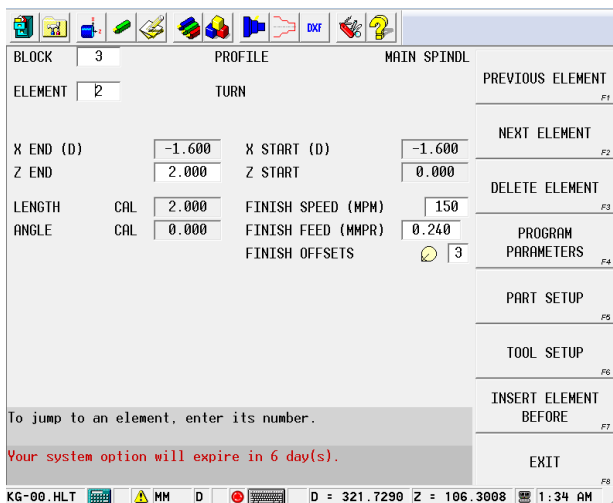 DXF
BLOCK 3 PROFILE MAIN SPINDL
ELEMENT 2 TURN
X END (D) -1.600 X START (D) -1.600
Z END 2.000 Z START 0.000
LENGTH CAL 2.000 FINISH SPEED (MPM) 150
ANGLE CAL 0.000 FINISH FEED (MMPR) 0.240
FINISH OFFSETS 3
To jump to an element, enter its number.
Your system option will expire in 6 day(s).
PREVIOUS ELEMENT F1
NEXT ELEMENT F2
DELETE ELEMENT F3
PROGRAM
PARAMETERS F4
PART SETUP F5
TOOL SETUP F6
INSERT ELEMENT
BEFORE F7
EXIT F8
KG-00.HLT MM D D = 321.7290 Z = 106.3008 1:34 AM